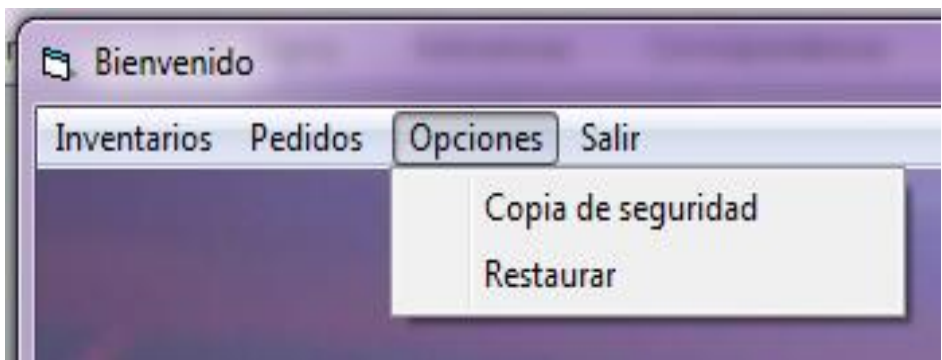 Bienvenido
Inventarios Pedidos Opciones Salir
Copia de seguridad
Restaurar